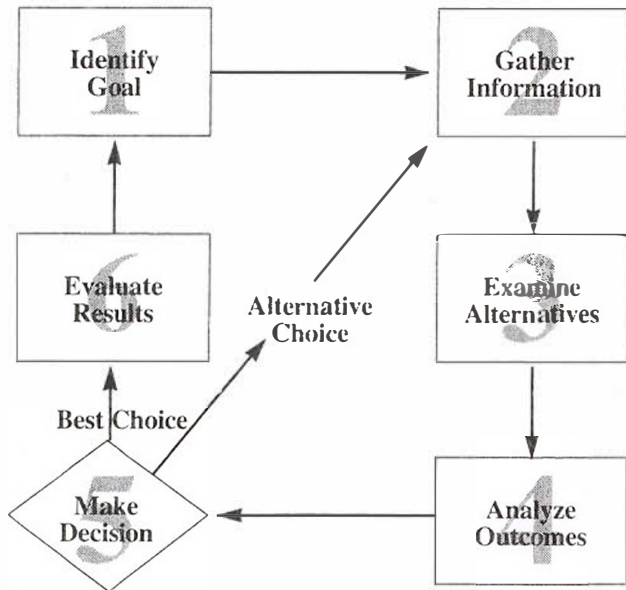 1
Identify
Goal
2
Gather
Information
3
Examine
Alternatives
4
Analyze
Outcomes
5
Make
Decision
Best Choice
Alternative
Choice
6
Evaluate
Results